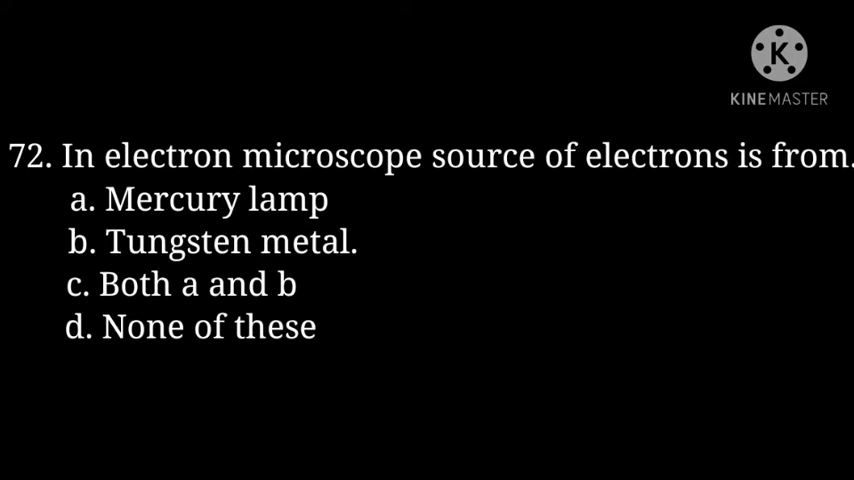 K
KINEMASTER
72. In electron microscope source of electrons is from.
a. Mercury lamp
b. Tungsten metal.
c. Both a and b
d. None of these